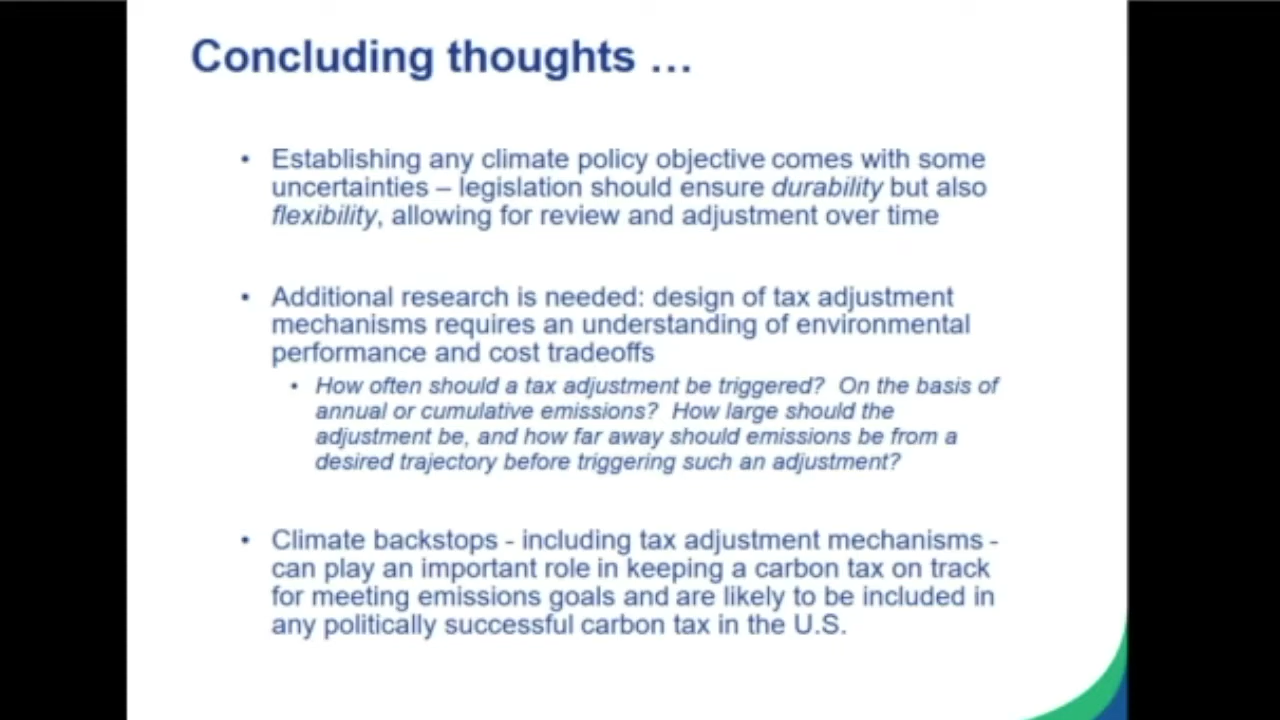 Concluding thoughts …
• Establishing any climate policy objective comes with some
uncertainties – legislation should ensure durability but also
flexibility, allowing for review and adjustment over time
• Additional research is needed: design of tax adjustment
mechanisms requires an understanding of environmental
performance and cost tradeoffs
• How often should a tax adjustment be triggered?  On the basis of
annual or cumulative emissions?  How large should the
adjustment be, and how far away should emissions be from a
desired trajectory before triggering such an adjustment?
• Climate backstops - including tax adjustment mechanisms -
can play an important role in keeping a carbon tax on track
for meeting emissions goals and are likely to be included in
any politically successful carbon tax in the U.S.